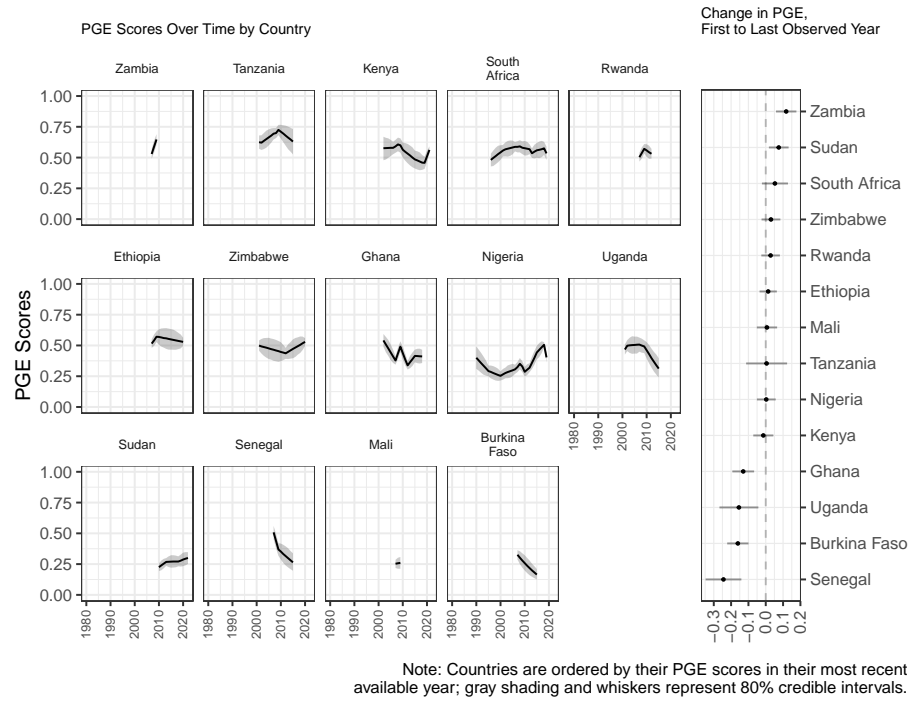 PGE Scores Over Time by Country
Change in PGE,
First to Last Observed Year
Zambia
Tanzania
Kenya
South
Africa
Rwanda
1.00
0.75
0.50
0.25
0.00
Ethiopia
Zimbabwe
Ghana
Nigeria
Uganda
1.00
0.75
0.50
0.25
0.00
PGE Scores
1980 1990 2000 2010 2020
Sudan
Senegal
Mali
Burkina
Faso
1.00
0.75
0.50
0.25
0.00
1980 1990 2000 2010 2020
1980 1990 2000 2010 2020
1980 1990 2000 2010 2020
1980 1990 2000 2010 2020
Zambia
Sudan
South Africa
Zimbabwe
Rwanda
Ethiopia
Mali
Tanzania
Nigeria
Kenya
Ghana
Uganda
Burkina Faso
Senegal
−0.3 −0.2 −0.1 0.0 0.1 0.2
Note: Countries are ordered by their PGE scores in their most recent
available year; gray shading and whiskers represent 80% credible intervals.